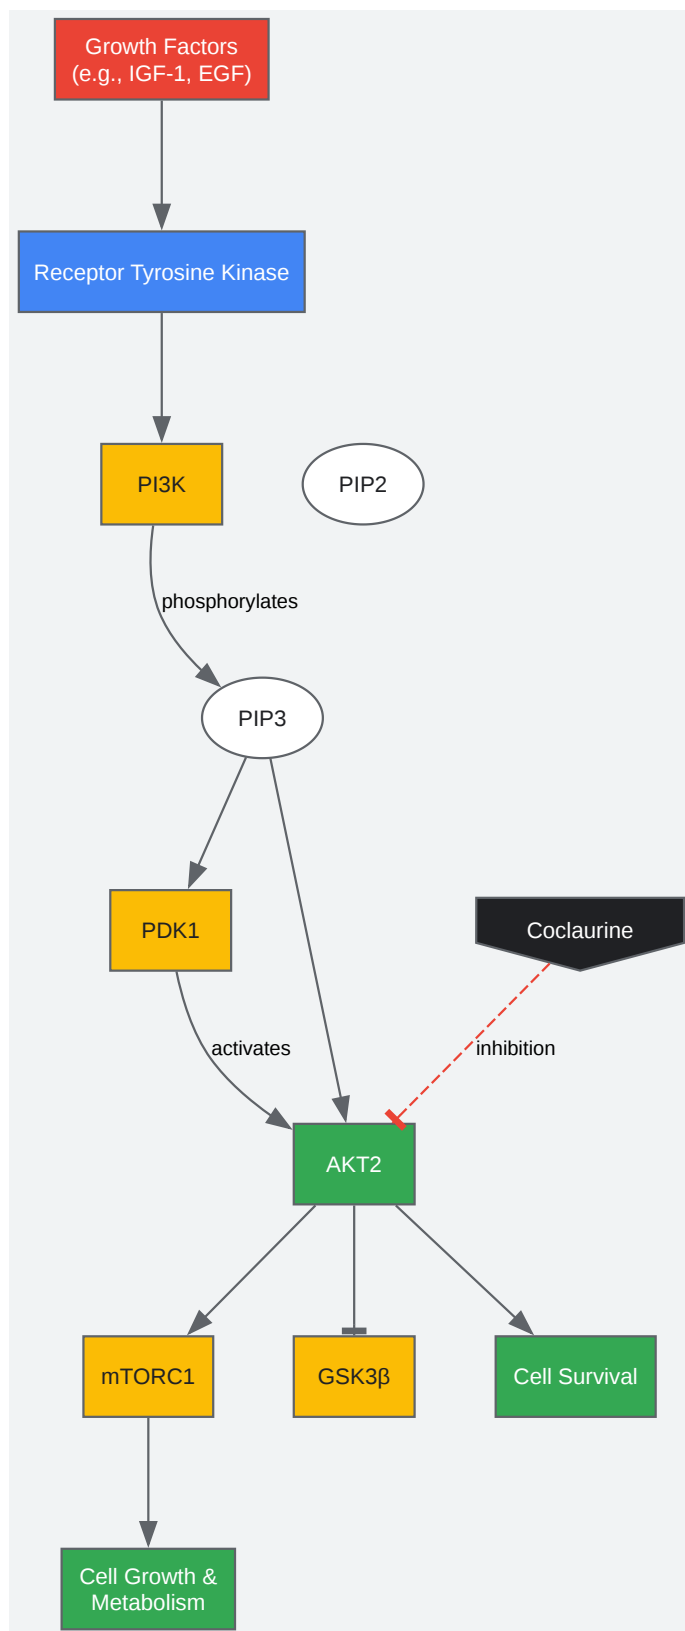 Growth Factors
(e.g., IGF-1, EGF)
Receptor Tyrosine Kinase
PI3K
PIP2
phosphorylates
PIP3
PDK1
Coclaurine
activates
inhibition
AKT2
mTORC1
GSK3β
Cell Survival
Cell Growth &
Metabolism